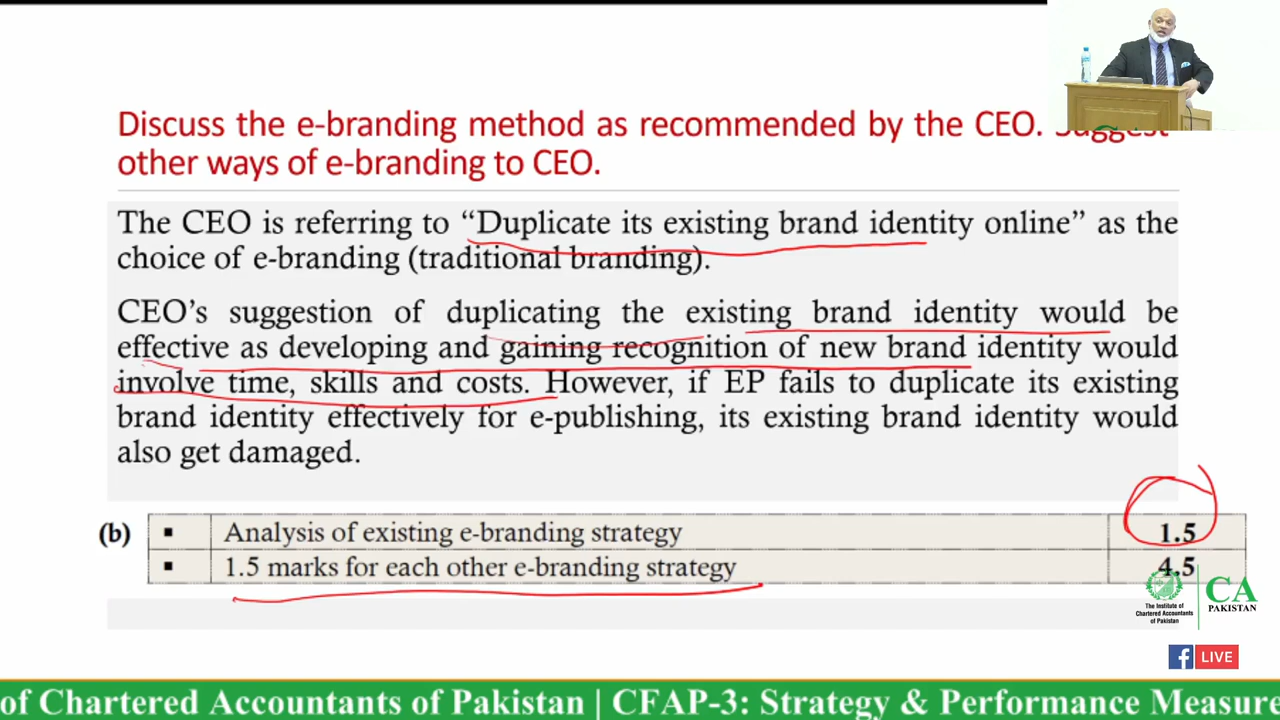 Discuss the e-branding method as recommended by the CEO. Suggest
other ways of e-branding to CEO.
The CEO is referring to “Duplicate its existing brand identity online” as the
choice of e-branding (traditional branding).
CEO’s suggestion of duplicating the existing brand identity would be
effective as developing and gaining recognition of new brand identity would
involve time, skills and costs. However, if EP fails to duplicate its existing
brand identity effectively for e-publishing, its existing brand identity would
also get damaged.
(b) ▪ Analysis of existing e-branding strategy 1.5
▪ 1.5 marks for each other e-branding strategy 4.5
The Institute of
Chartered Accountants
of Pakistan
CA
PAKISTAN
f LIVE
of Chartered Accountants of Pakistan | CFAP-3: Strategy & Performance Measure